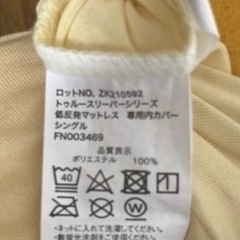 ロットNO. ZK210592
トゥルースリーパーシリーズ
低反発マットレス 専用内カバー
シングル
FN003469
品質表示
ポリエステル 100%
40
W
・ネットに入れて洗濯してください。